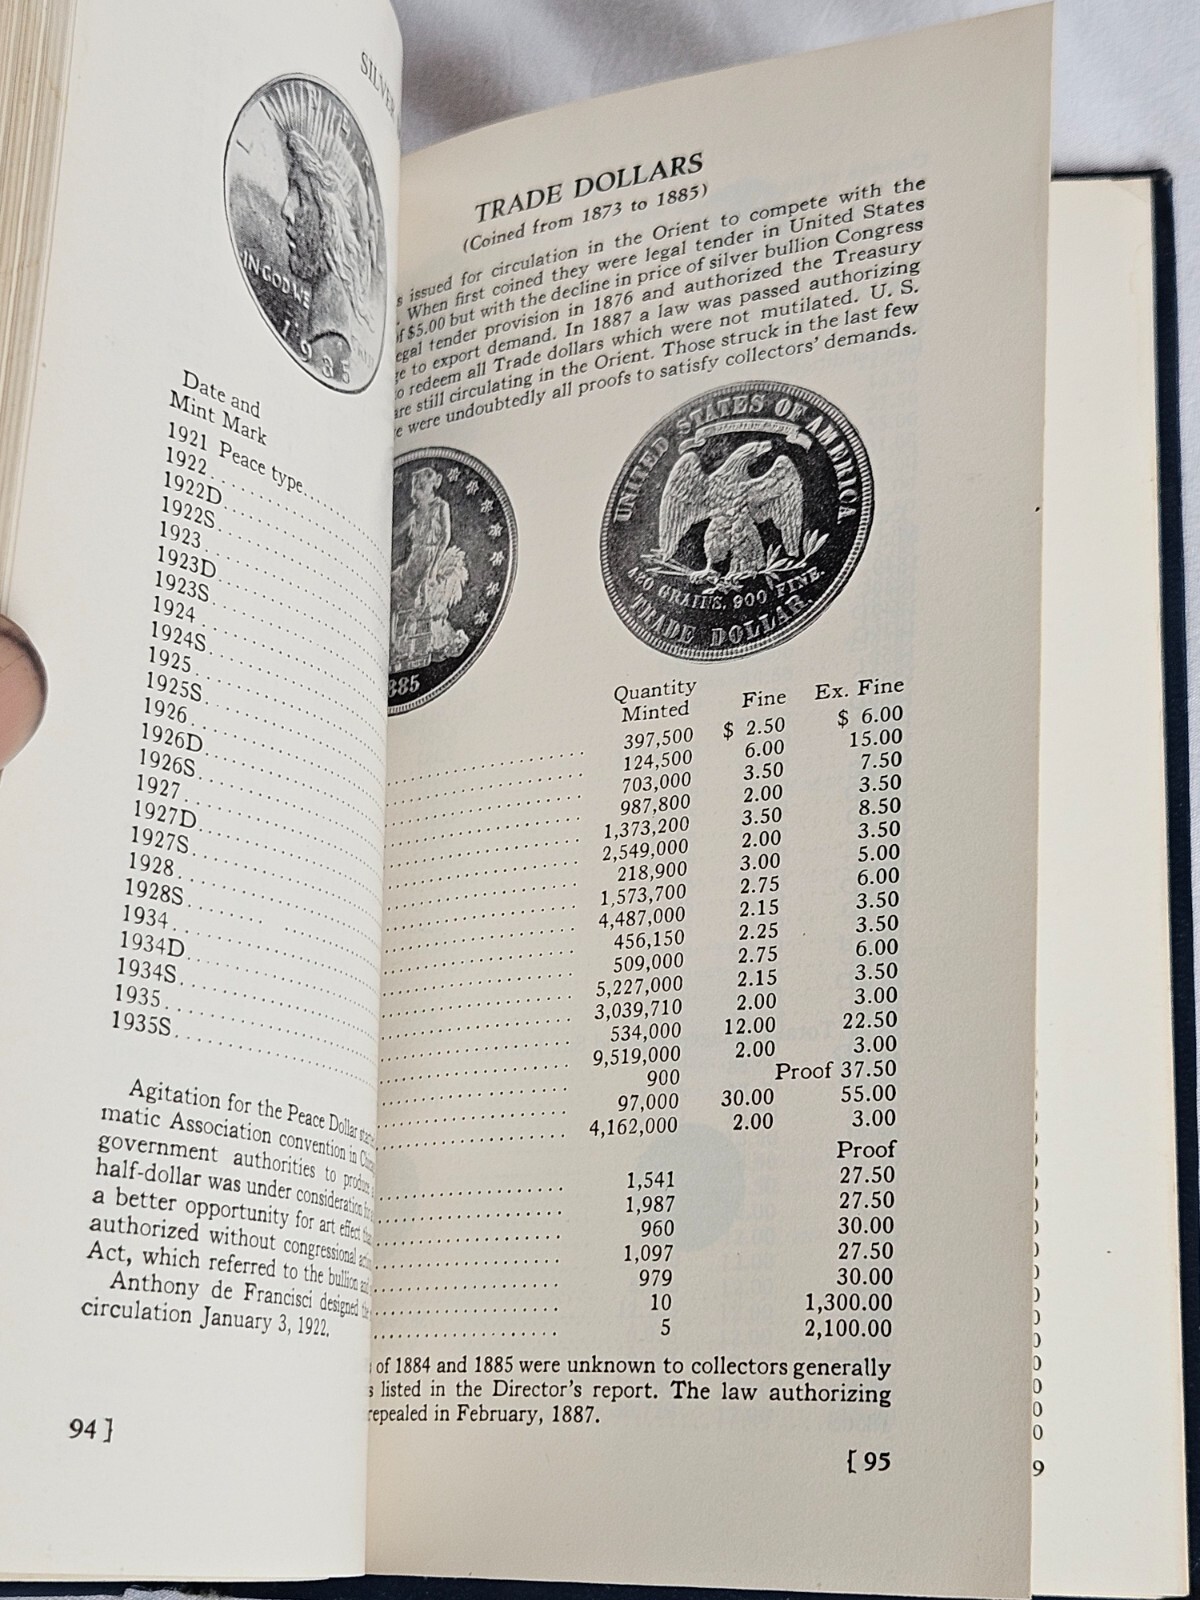 SILVER
IN GOD WE
Date and
Mint Mark
1921 Peace type......
1922
1922D
1922S
1923
1923D
1923S
1924
1924S
1925
1925S
1926
1926D
1926S
1927
1927D
1927S
1928
1928S
1934
1934D
1934S
1935
1935S
Agitation for the Peace Dollar
matic Association convention in
government authorities to produce
half-dollar was under consideration
a better opportunity for art effect
authorized without congressional
Act, which referred to the bullion
Anthony de Francisci designed
circulation January 3, 1922.
94 ]
TRADE DOLLARS
(Coined from 1873 to 1885)
issued for circulation in the Orient to compete with the
When first coined they were legal tender in United States
of $5.00 but with the decline in price of silver bullion Congress
legal tender provision in 1876 and authorized the Treasury
to export demand. In 1887 a law was passed authorizing
to redeem all Trade dollars which were not mutilated. U. S.
are still circulating in the Orient. Those struck in the last few
were undoubtedly all proofs to satisfy collectors' demands.
885
UNITED STATES OF AMERICA
420 GRAINS, 900 FINE.
TRADE DOLLAR
Quantity
Minted Fine Ex. Fine
397,500 $ 2.50 $ 6.00
124,500 6.00 15.00
703,000 3.50 7.50
987,800 2.00 3.50
1,373,200 3.50 8.50
2,549,000 2.00 3.50
218,900 3.00 5.00
1,573,700 2.75 6.00
4,487,000 2.15 3.50
456,150 2.25 3.50
509,000 2.75 6.00
5,227,000 2.15 3.50
3,039,710 2.00 3.00
534,000 12.00 22.50
9,519,000 2.00 3.00
900 Proof 37.50
97,000 30.00 55.00
4,162,000 2.00 3.00
Proof
1,541 27.50
1,987 27.50
960 30.00
1,097 27.50
979 30.00
10 1,300.00
5 2,100.00
of 1884 and 1885 were unknown to collectors generally
listed in the Director's report. The law authorizing
repealed in February, 1887.
[ 95
9